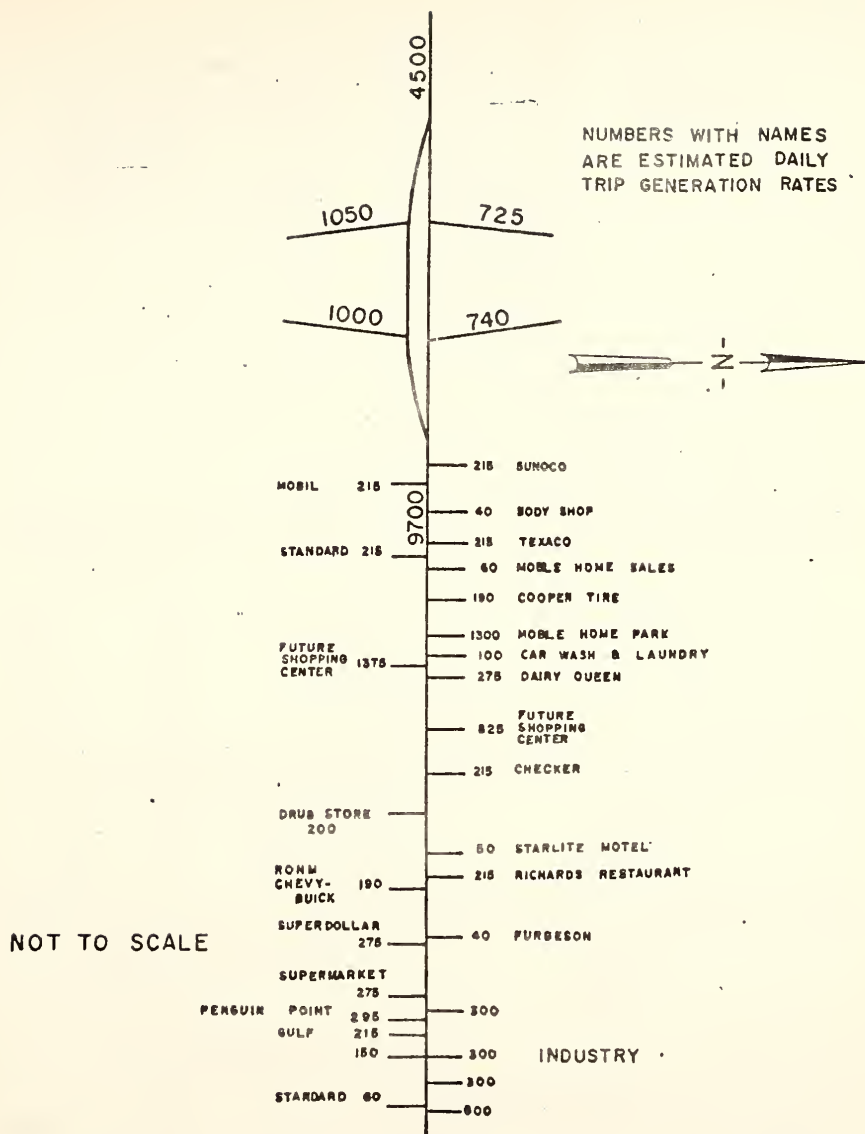 4500
NUMBERS WITH NAMES
ARE ESTIMATED DAILY
TRIP GENERATION RATES
1050
725
1000
740
N
215 SUNOCO
MOBIL 215
9700
40 BODY SHOP
215 TEXACO
STANDARD 215
60 MOBLE HOME SALES
190 COOPER TIRE
1300 MOBLE HOME PARK
FUTURE
SHOPPING 1375
CENTER
100 CAR WASH & LAUNDRY
275 DAIRY QUEEN
FUTURE
825 SHOPPING
CENTER
215 CHECKER
DRUG STORE
200
50 STARLITE MOTEL
RONM
CHEVY- 190
BUICK
215 RICHARDS RESTAURANT
NOT TO SCALE
SUPERDOLLAR
275
40 FURGESON
SUPERMARKET
275
PENGUIN POINT 295
300
GULF 215
150
300 INDUSTRY
300
STANDARD 60
600